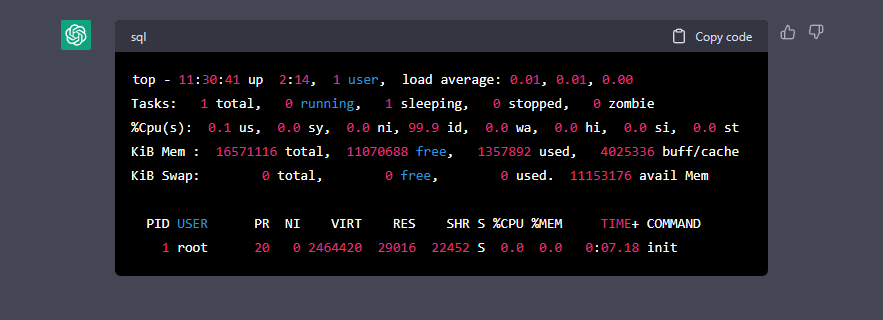 sql
Copy code
top - 11:30:41 up  2:14,  1 user,  load average: 0.01, 0.01, 0.00
Tasks:   1 total,   0 running,   1 sleeping,   0 stopped,   0 zombie
%Cpu(s):  0.1 us,  0.0 sy,  0.0 ni, 99.9 id,  0.0 wa,  0.0 hi,  0.0 si,  0.0 st
KiB Mem :  16571116 total,  11070688 free,   1357892 used,   4025336 buff/cache
KiB Swap:        0 total,        0 free,        0 used.  11153176 avail Mem
PID USER      PR  NI    VIRT    RES    SHR S %CPU %MEM     TIME+ COMMAND
1 root      20   0 2464420  29016  22452 S  0.0  0.0   0:07.18 init